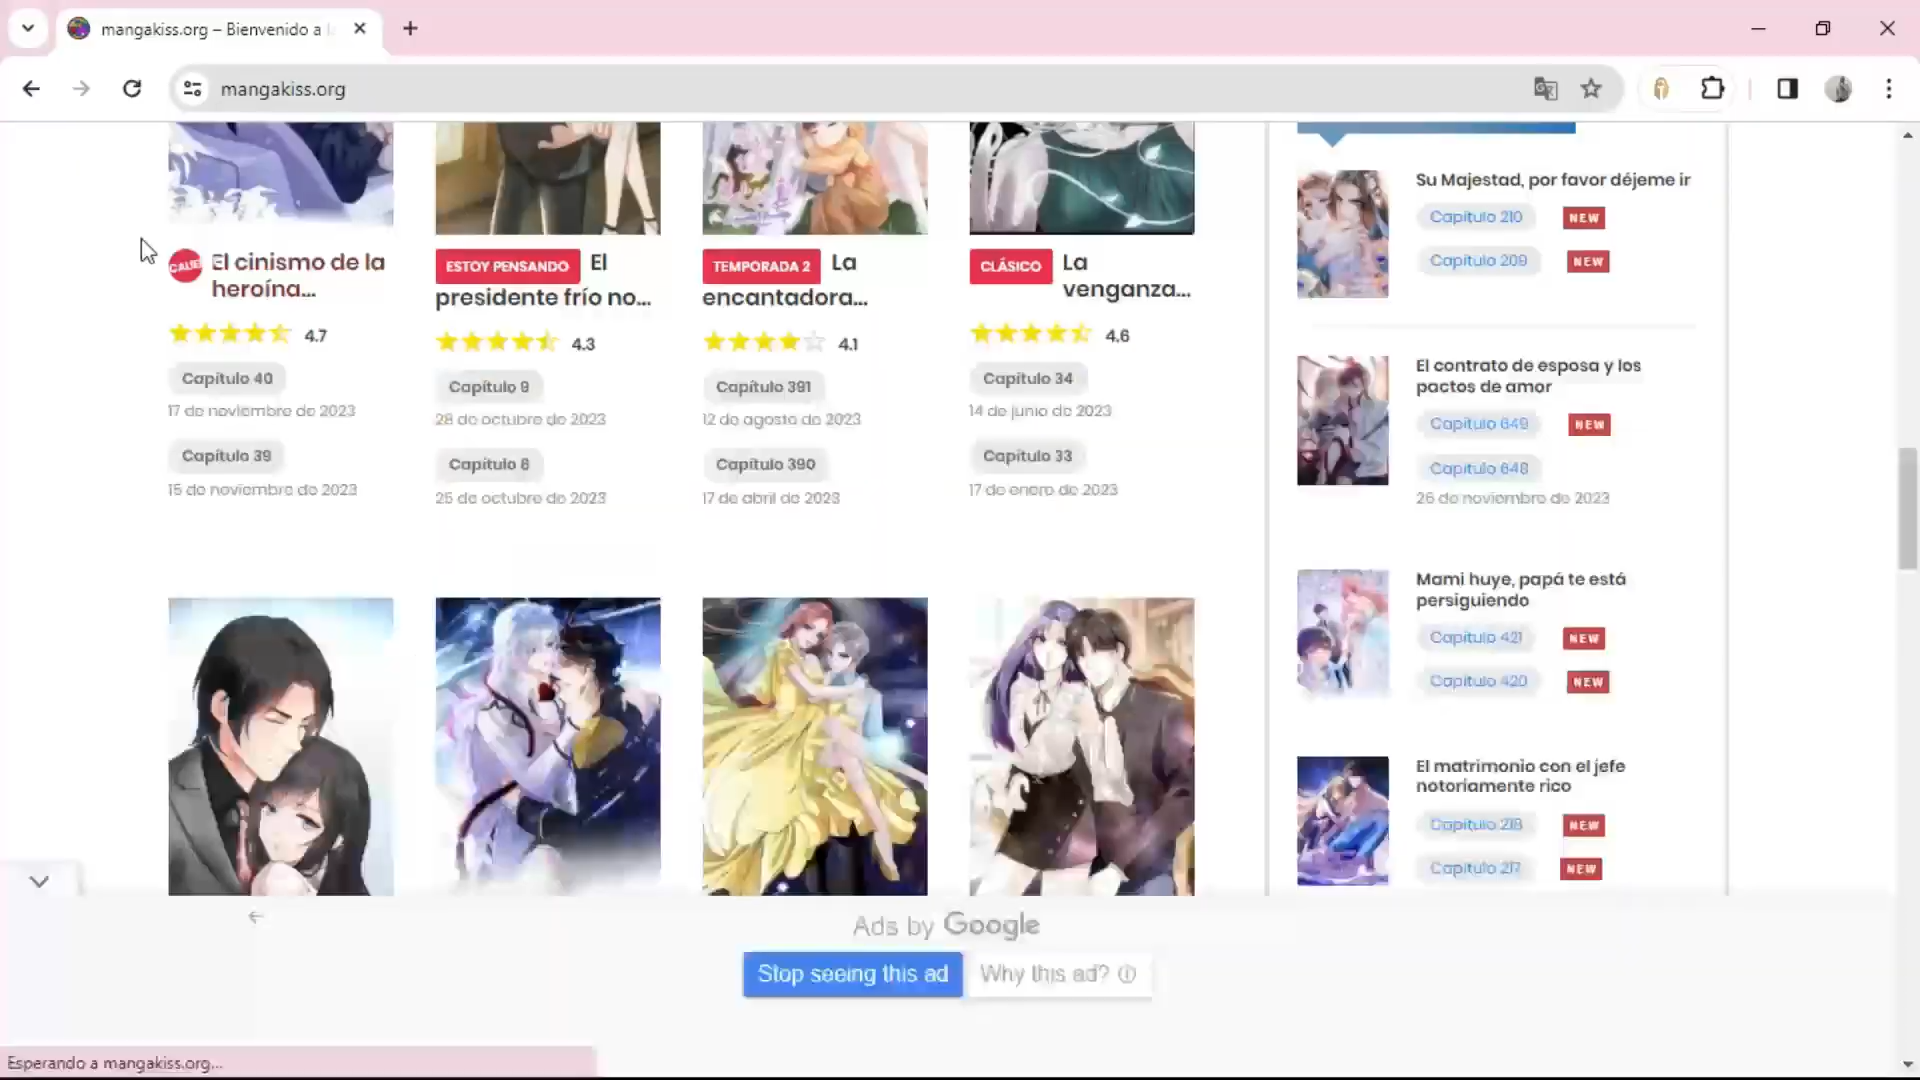 mangakiss.org – Bienvenido a l
mangakiss.org
CALIENTE
El cinismo de la
heroína...
4.7
Capítulo 40
17 de noviembre de 2023
Capítulo 39
15 de noviembre de 2023
ESTOY PENSANDO El
presidente frío no...
4.3
Capítulo 9
28 de octubre de 2023
Capítulo 8
25 de octubre de 2023
TEMPORADA 2 La
encantadora...
4.1
Capítulo 391
12 de agosto de 2023
Capítulo 390
17 de abril de 2023
CLÁSICO La
venganza...
4.6
Capítulo 34
14 de junio de 2023
Capítulo 33
17 de enero de 2023
Su Majestad, por favor déjeme ir
Capítulo 210 NEW
Capítulo 209 NEW
El contrato de esposa y los
pactos de amor
Capítulo 649 NEW
Capítulo 648
26 de noviembre de 2023
Mami huye, papá te está
persiguiendo
Capítulo 421 NEW
Capítulo 420 NEW
El matrimonio con el jefe
notoriamente rico
Capítulo 218 NEW
Capítulo 217 NEW
Ads by Google
Stop seeing this ad
Why this ad?
Esperando a mangakiss.org...